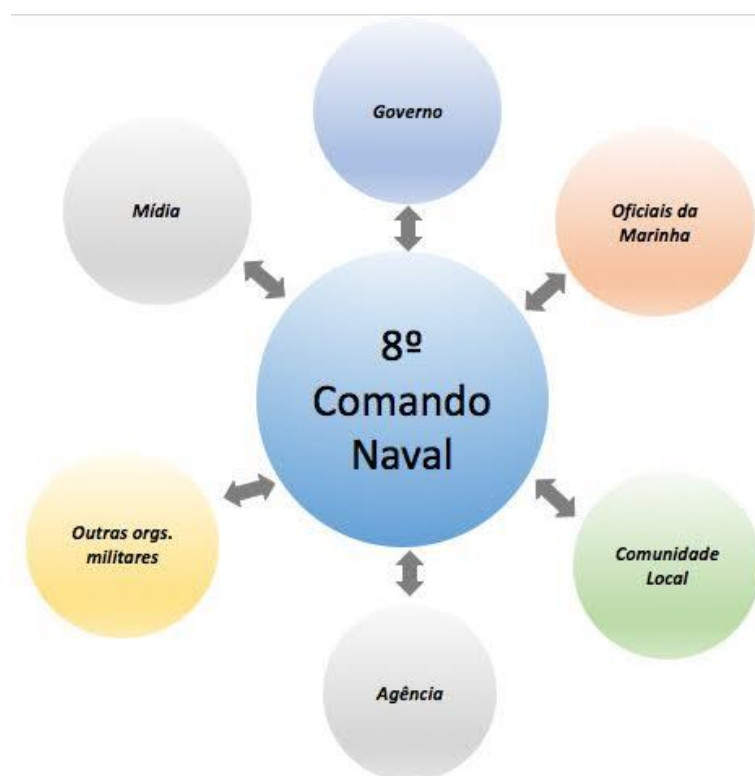 Governo
Mídia
Oficiais da
Marinha
8º
Comando
Naval
Outras orgs.
militares
Comunidade
Local
Agência